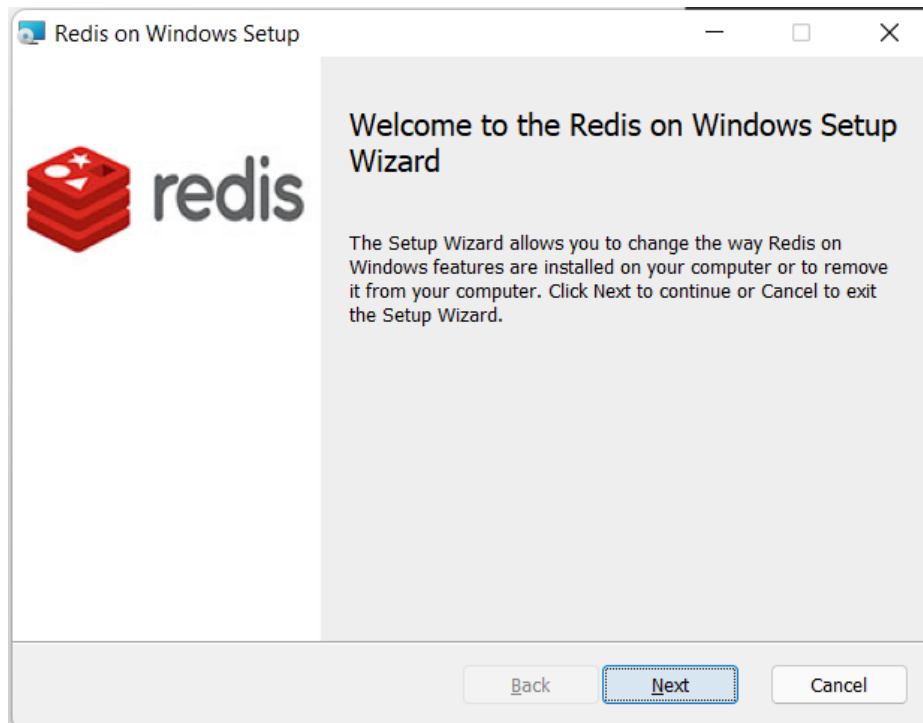 Redis on Windows Setup
Welcome to the Redis on Windows Setup
Wizard
redis
The Setup Wizard allows you to change the way Redis on
Windows features are installed on your computer or to remove
it from your computer. Click Next to continue or Cancel to exit
the Setup Wizard.
Back Next Cancel